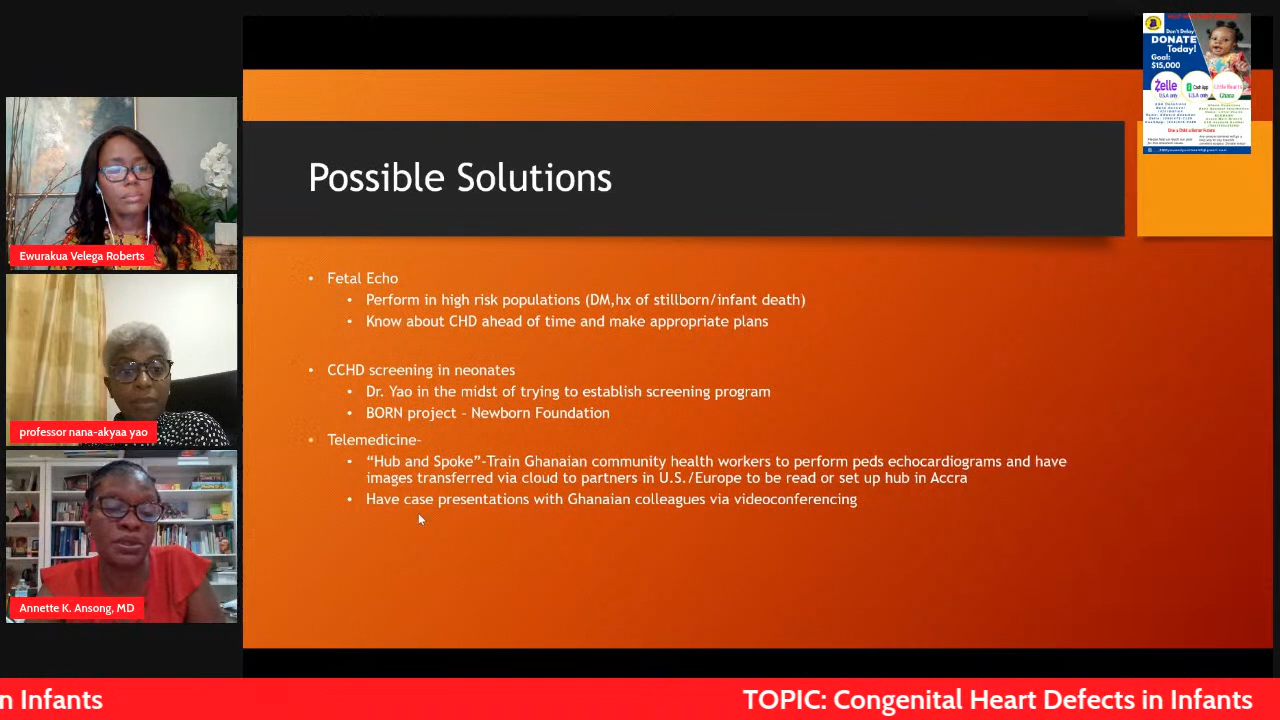 Possible Solutions
• Fetal Echo
• Perform in high risk populations (DM,hx of stillborn/infant death)
• Know about CHD ahead of time and make appropriate plans
• CCHD screening in neonates
• Dr. Yao in the midst of trying to establish screening program
• BORN project – Newborn Foundation
• Telemedicine-
• “Hub and Spoke”-Train Ghanaian community health workers to perform peds echocardiograms and have
images transferred via cloud to partners in U.S./Europe to be read or set up hub in Accra
• Have case presentations with Ghanaian colleagues via videoconferencing
Ewurakua Velega Roberts
professor nana-akyaa yao
Annette K. Ansong, MD
Don't Delay!
DONATE
Today!
Goal:
$15,000
Zelle
U.S.A only
Cash App
U.S.A only
Ghana
Give a Child a Better Future
n Infants
TOPIC: Congenital Heart Defects in Infants